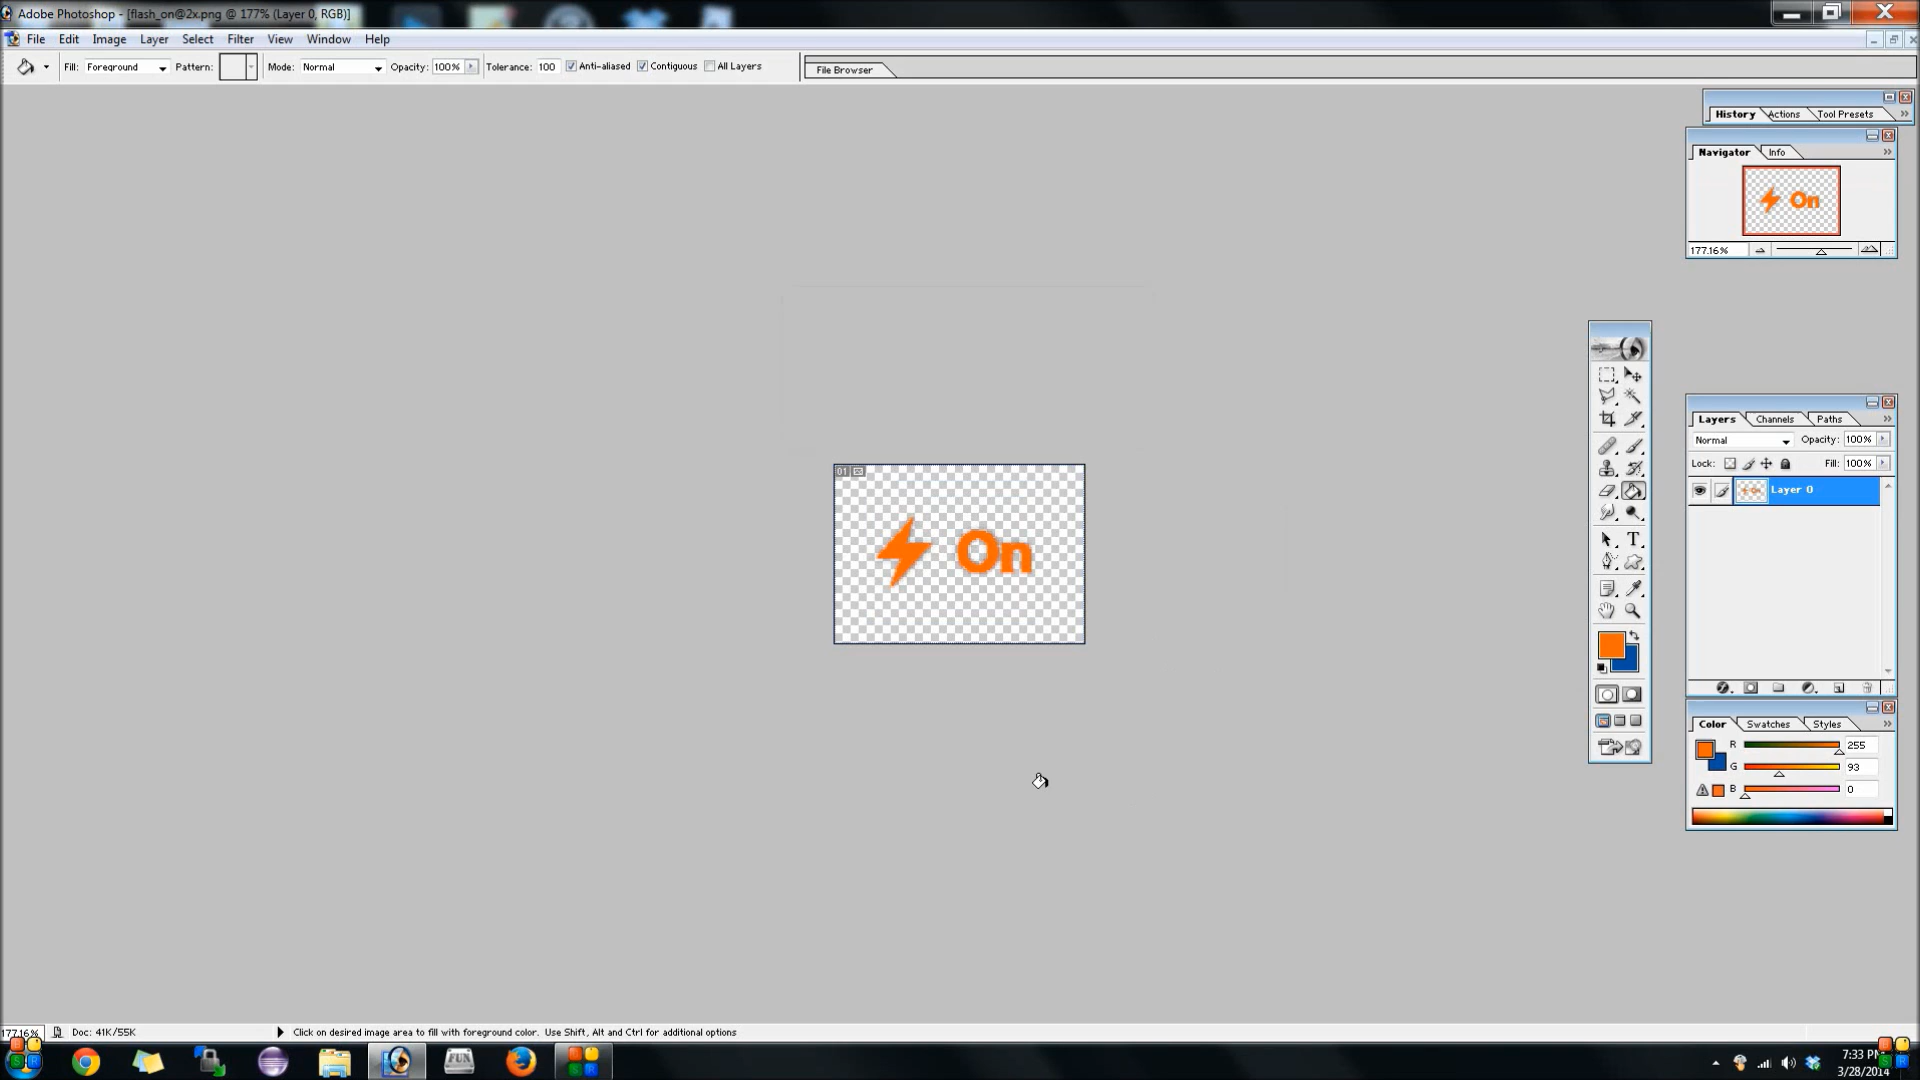 Adobe Photoshop - [flash_on@2x.png @ 177% (Layer 0, RGB)]
File Edit Image Layer Select Filter View Window Help
Fill: Foreground Pattern: Mode: Normal Opacity: 100% Tolerance: 100 Anti-aliased Contiguous All Layers File Browser
History Actions Tool Presets
Navigator Info
On
177.16%
Layers Channels Paths
Normal Opacity: 100%
Lock: Fill: 100%
01
Layer 0
On
T
Color Swatches Styles
R 255
G 93
B 0
177.16% Doc: 41K/55K Click on desired image area to fill with foreground color. Use Shift, Alt and Ctrl for additional options
FUN
7:33 PM
3/28/2014